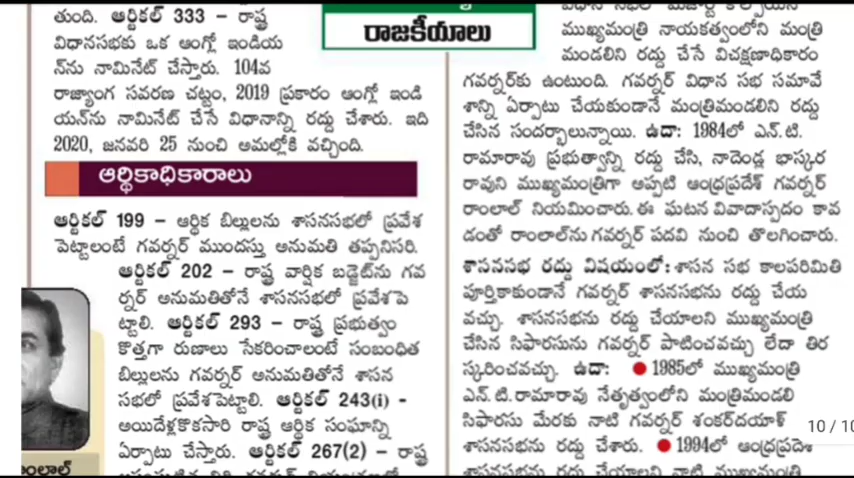 తుంది. ఆర్టికల్ 333 – రాష్ట్ర
విధానసభకు ఒక ఆంగ్లో ఇండియ
న్‌ను నామినేట్ చేస్తారు. 104వ
రాజ్యాంగ సవరణ చట్టం, 2019 ప్రకారం ఆంగ్లో ఇండి
యన్‌ను నామినేట్ చేసే విధానాన్ని రద్దు చేశారు. ఇది
2020, జనవరి 25 నుంచి అమల్లోకి వచ్చింది.
ఆర్థికాధికారాలు
ఆర్టికల్ 199 – ఆర్థిక బిల్లులను శాసనసభలో ప్రవేశ
పెట్టాలంటే గవర్నర్ ముందస్తు అనుమతి తప్పనిసరి.
ఆర్టికల్ 202 – రాష్ట్ర వార్షిక బడ్జెట్‌ను గవ
ర్నర్ అనుమతితోనే శాసనసభలో ప్రవేశపె
ట్టాలి. ఆర్టికల్ 293 – రాష్ట్ర ప్రభుత్వం
కొత్తగా రుణాలు సేకరించాలంటే సంబంధిత
బిల్లులను గవర్నర్ అనుమతితోనే శాసన
సభలో ప్రవేశపెట్టాలి. ఆర్టికల్ 243(i) -
అయిదేళ్లకొకసారి రాష్ట్ర ఆర్థిక సంఘాన్ని
ఏర్పాటు చేస్తారు. ఆర్టికల్ 267(2) – రాష్ట్ర
రాజకీయాలు
ముఖ్యమంత్రి నాయకత్వంలోని మంత్రి
మండలిని రద్దు చేసే విచక్షణాధికారం
గవర్నర్‌కు ఉంటుంది. గవర్నర్ విధాన సభ సమావే
శాన్ని ఏర్పాటు చేయకుండానే మంత్రిమండలిని రద్దు
చేసిన సందర్భాలున్నాయి. ఉదా: 1984లో ఎన్.టి.
రామారావు ప్రభుత్వాన్ని రద్దు చేసి, నాదెండ్ల భాస్కర
రావుని ముఖ్యమంత్రిగా అప్పటి ఆంధ్రప్రదేశ్ గవర్నర్
రాంలాల్ నియమించారు. ఈ ఘటన వివాదాస్పదం కావ
డంతో రాంలాల్‌ను గవర్నర్ పదవి నుంచి తొలగించారు.
శాసనసభ రద్దు విషయంలో: శాసన సభ కాలపరిమితి
పూర్తికాకుండానే గవర్నర్ శాసనసభను రద్దు చేయ
వచ్చు. శాసనసభను రద్దు చేయాలని ముఖ్యమంత్రి
చేసిన సిఫారసును గవర్నర్ పాటించవచ్చు లేదా తిర
స్కరించవచ్చు. ఉదా: ● 1985లో ముఖ్యమంత్రి
ఎన్.టి.రామారావు నేతృత్వంలోని మంత్రిమండలి
సిఫారసు మేరకు నాటి గవర్నర్ శంకర్‌దయాళ్
శాసనసభను రద్దు చేశారు. ● 1994లో ఆంధ్రప్రదేశ
శాసనసభను రద్దు చేయాలని నాటి ముఖ్యమంత్రి
10 / 10